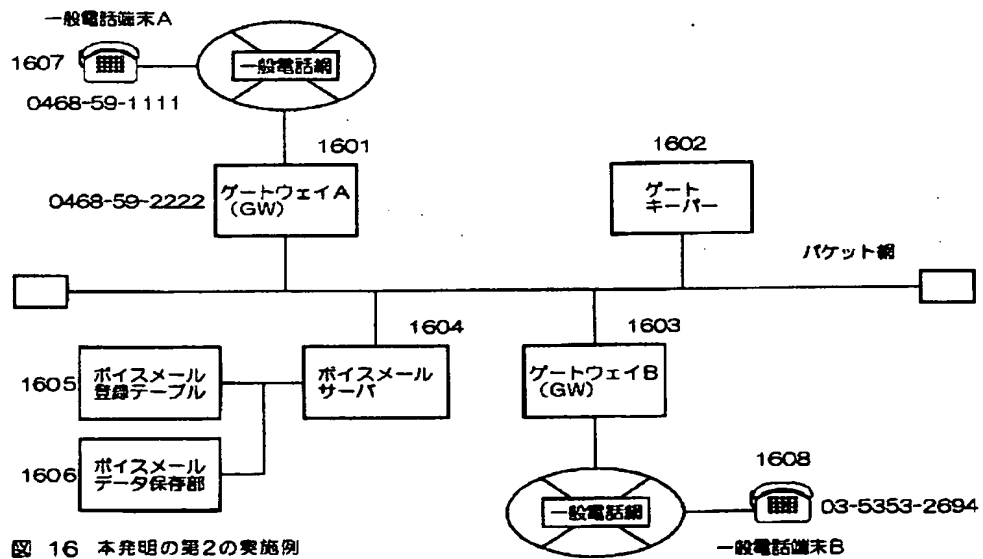 一般電話端末A
1607
一般電話網
0468-59-1111
1601
1602
0468-59-2222
ゲートウェイA
(GW)
ゲート
キーパー
パケット網
1604
1603
1605
ボイスメール
登録テーブル
ボイスメール
サーバ
ゲートウェイB
(GW)
1606
ボイスメール
データ保存部
1608
一般電話網
03-5353-2694
図 16 本発明の第2の実施例
一般電話端末B